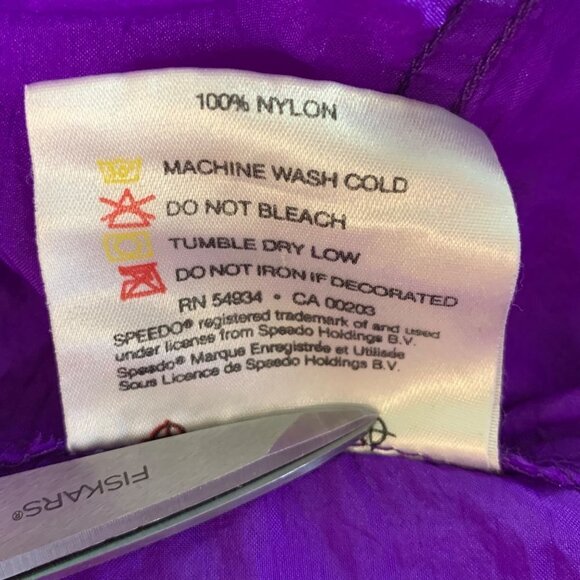 100% NYLON
MACHINE WASH COLD
DO NOT BLEACH
TUMBLE DRY LOW
DO NOT IRON IF DECORATED
RN 54934 • CA 00203
SPEEDO® registered trademark of and used
under license from Speedo Holdings B.V.
Speedo® Marque Enregistrée et Utilisée
Sous Licence de Speedo Holdings B.V.
FISKARS®